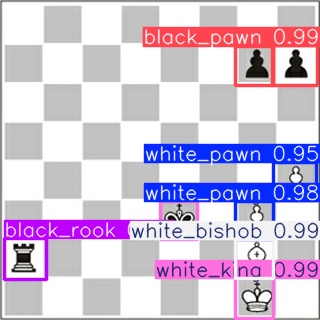 black_pawn 0.99
white_pawn 0.95
white_pawn 0.98
black_rook
white_bishob 0.99
white_king 0.99